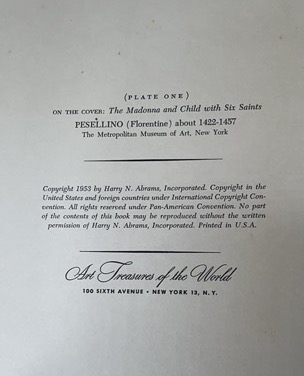 (PLATE ONE)
ON THE COVER: The Madonna and Child with Six Saints
PESELLINO (Florentine) about 1422-1457
The Metropolitan Museum of Art, New York
Copyright 1953 by Harry N. Abrams, Incorporated. Copyright in the
United States and foreign countries under International Copyright Con-
vention. All rights reserved under Pan-American Convention. No part
of the contents of this book may be reproduced without the written
permission of Harry N. Abrams, Incorporated. Printed in U.S.A.
Art Treasures of the World
100 SIXTH AVENUE • NEW YORK 13, N. Y.